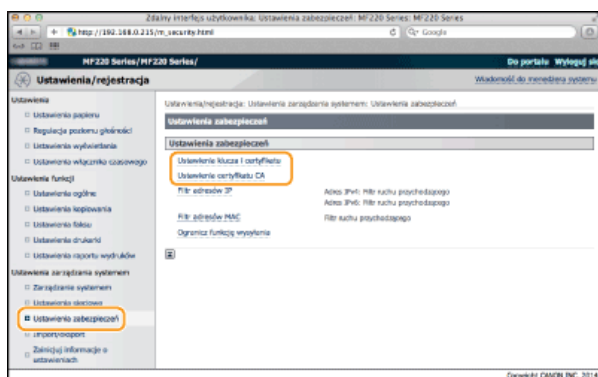 Zdalny interfejs użytkownika: Ustawienia zabezpieczeń: MF220 Series: MF220 Series
http://192.168.0.215/m_security.html
Google
MF220 Series/MF220 Series/
Do portalu Wyloguj się
Ustawienia/rejestracja
Wiadomość do menedżera systemu
Ustawienia
Ustawienia papieru
Regulacja poziomu głośności
Ustawienia wyświetlania
Ustawienia włącznika czasowego
Ustawienia funkcji
Ustawienia ogólne
Ustawienia kopiowania
Ustawienia faksu
Ustawienia drukarki
Ustawienia raportu wydruków
Ustawienia zarządzania systemem
Zarządzanie systemem
Ustawienia sieciowe
Ustawienia zabezpieczeń
Import/eksport
Zainicjuj informacje o
ustawieniach
Ustawienia/rejestracja: Ustawienia zarządzania systemem: Ustawienia zabezpieczeń
Ustawienia zabezpieczeń
Ustawienia zabezpieczeń
Ustawienie klucza i certyfikatu
Ustawienie certyfikatu CA
Filtr adresów IP
Adres IPv4: Filtr ruchu przychodzącego
Adres IPv6: Filtr ruchu przychodzącego
Filtr adresów MAC
Filtr ruchu przychodzącego
Ogranicz funkcję wysyłania
Copyright CANON INC. 2014